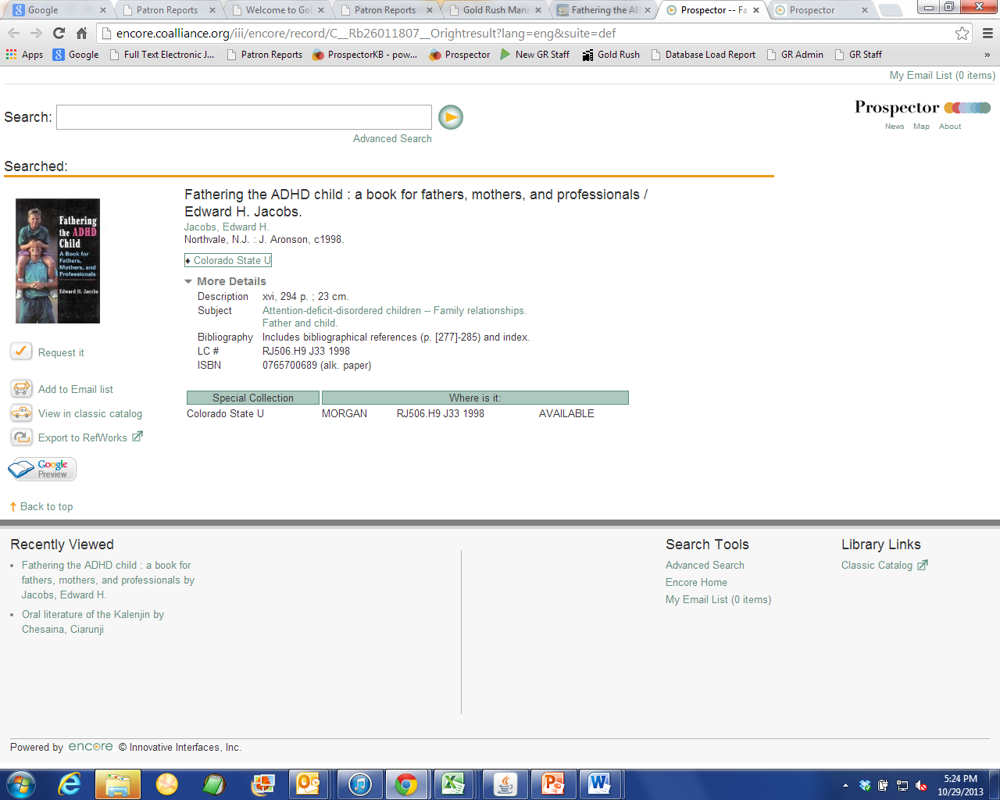 Google
Patron Reports
Welcome to Gol
Patron Reports
Gold Rush Mana
Fathering the AD
Prospector -- Fa
Prospector
encore.coalliance.org/iii/encore/record/C__Rb26011807__Orightresult?lang=eng&suite=def
Apps Google Full Text Electronic J... Patron Reports ProspectorKB - pow... Prospector New GR Staff Gold Rush Database Load Report GR Admin GR Staff »
My Email List (0 items)
Search:
Advanced Search
Prospector
News Map About
Searched:
Fathering
the ADHD
Child
A Book for
Fathers,
Mothers, and
Professionals
Edward H. Jacobs
Fathering the ADHD child : a book for fathers, mothers, and professionals /
Edward H. Jacobs.
Jacobs, Edward H.
Northvale, N.J. : J. Aronson, c1998.
♦ Colorado State U
More Details
Description xvi, 294 p. ; 23 cm.
Subject Attention-deficit-disordered children -- Family relationships.
Father and child.
Bibliography Includes bibliographical references (p. [277]-285) and index.
LC # RJ506.H9 J33 1998
ISBN 0765700689 (alk. paper)
Special Collection Where is it:
Colorado State U MORGAN RJ506.H9 J33 1998 AVAILABLE
Request it
Add to Email list
View in classic catalog
Export to RefWorks
Google
Preview
Back to top
Recently Viewed
• Fathering the ADHD child : a book for
fathers, mothers, and professionals by
Jacobs, Edward H.
• Oral literature of the Kalenjin by
Chesaina, Ciarunji
Search Tools
Advanced Search
Encore Home
My Email List (0 items)
Library Links
Classic Catalog
Powered by encore © Innovative Interfaces, Inc.
5:24 PM
10/29/2013